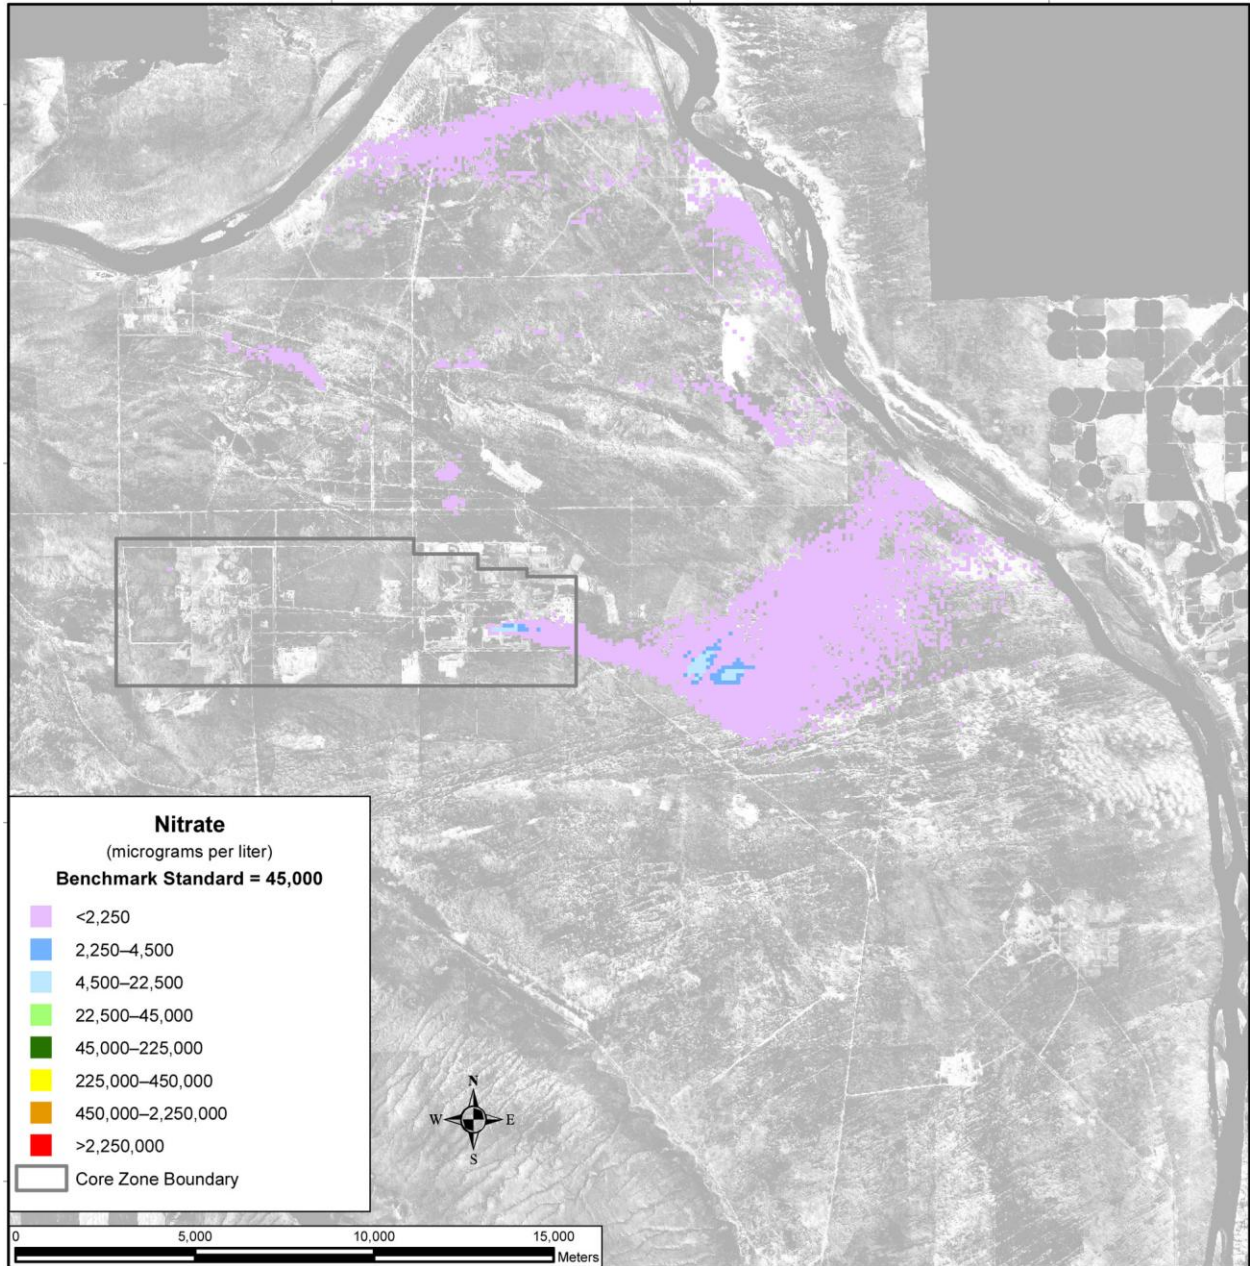 Nitrate
(micrograms per liter)
Benchmark Standard = 45,000
<2,250
2,250–4,500
4,500–22,500
22,500–45,000
45,000–225,000
225,000–450,000
450,000–2,250,000
>2,250,000
Core Zone Boundary
N
W E
S
0 5,000 10,000 15,000
Meters